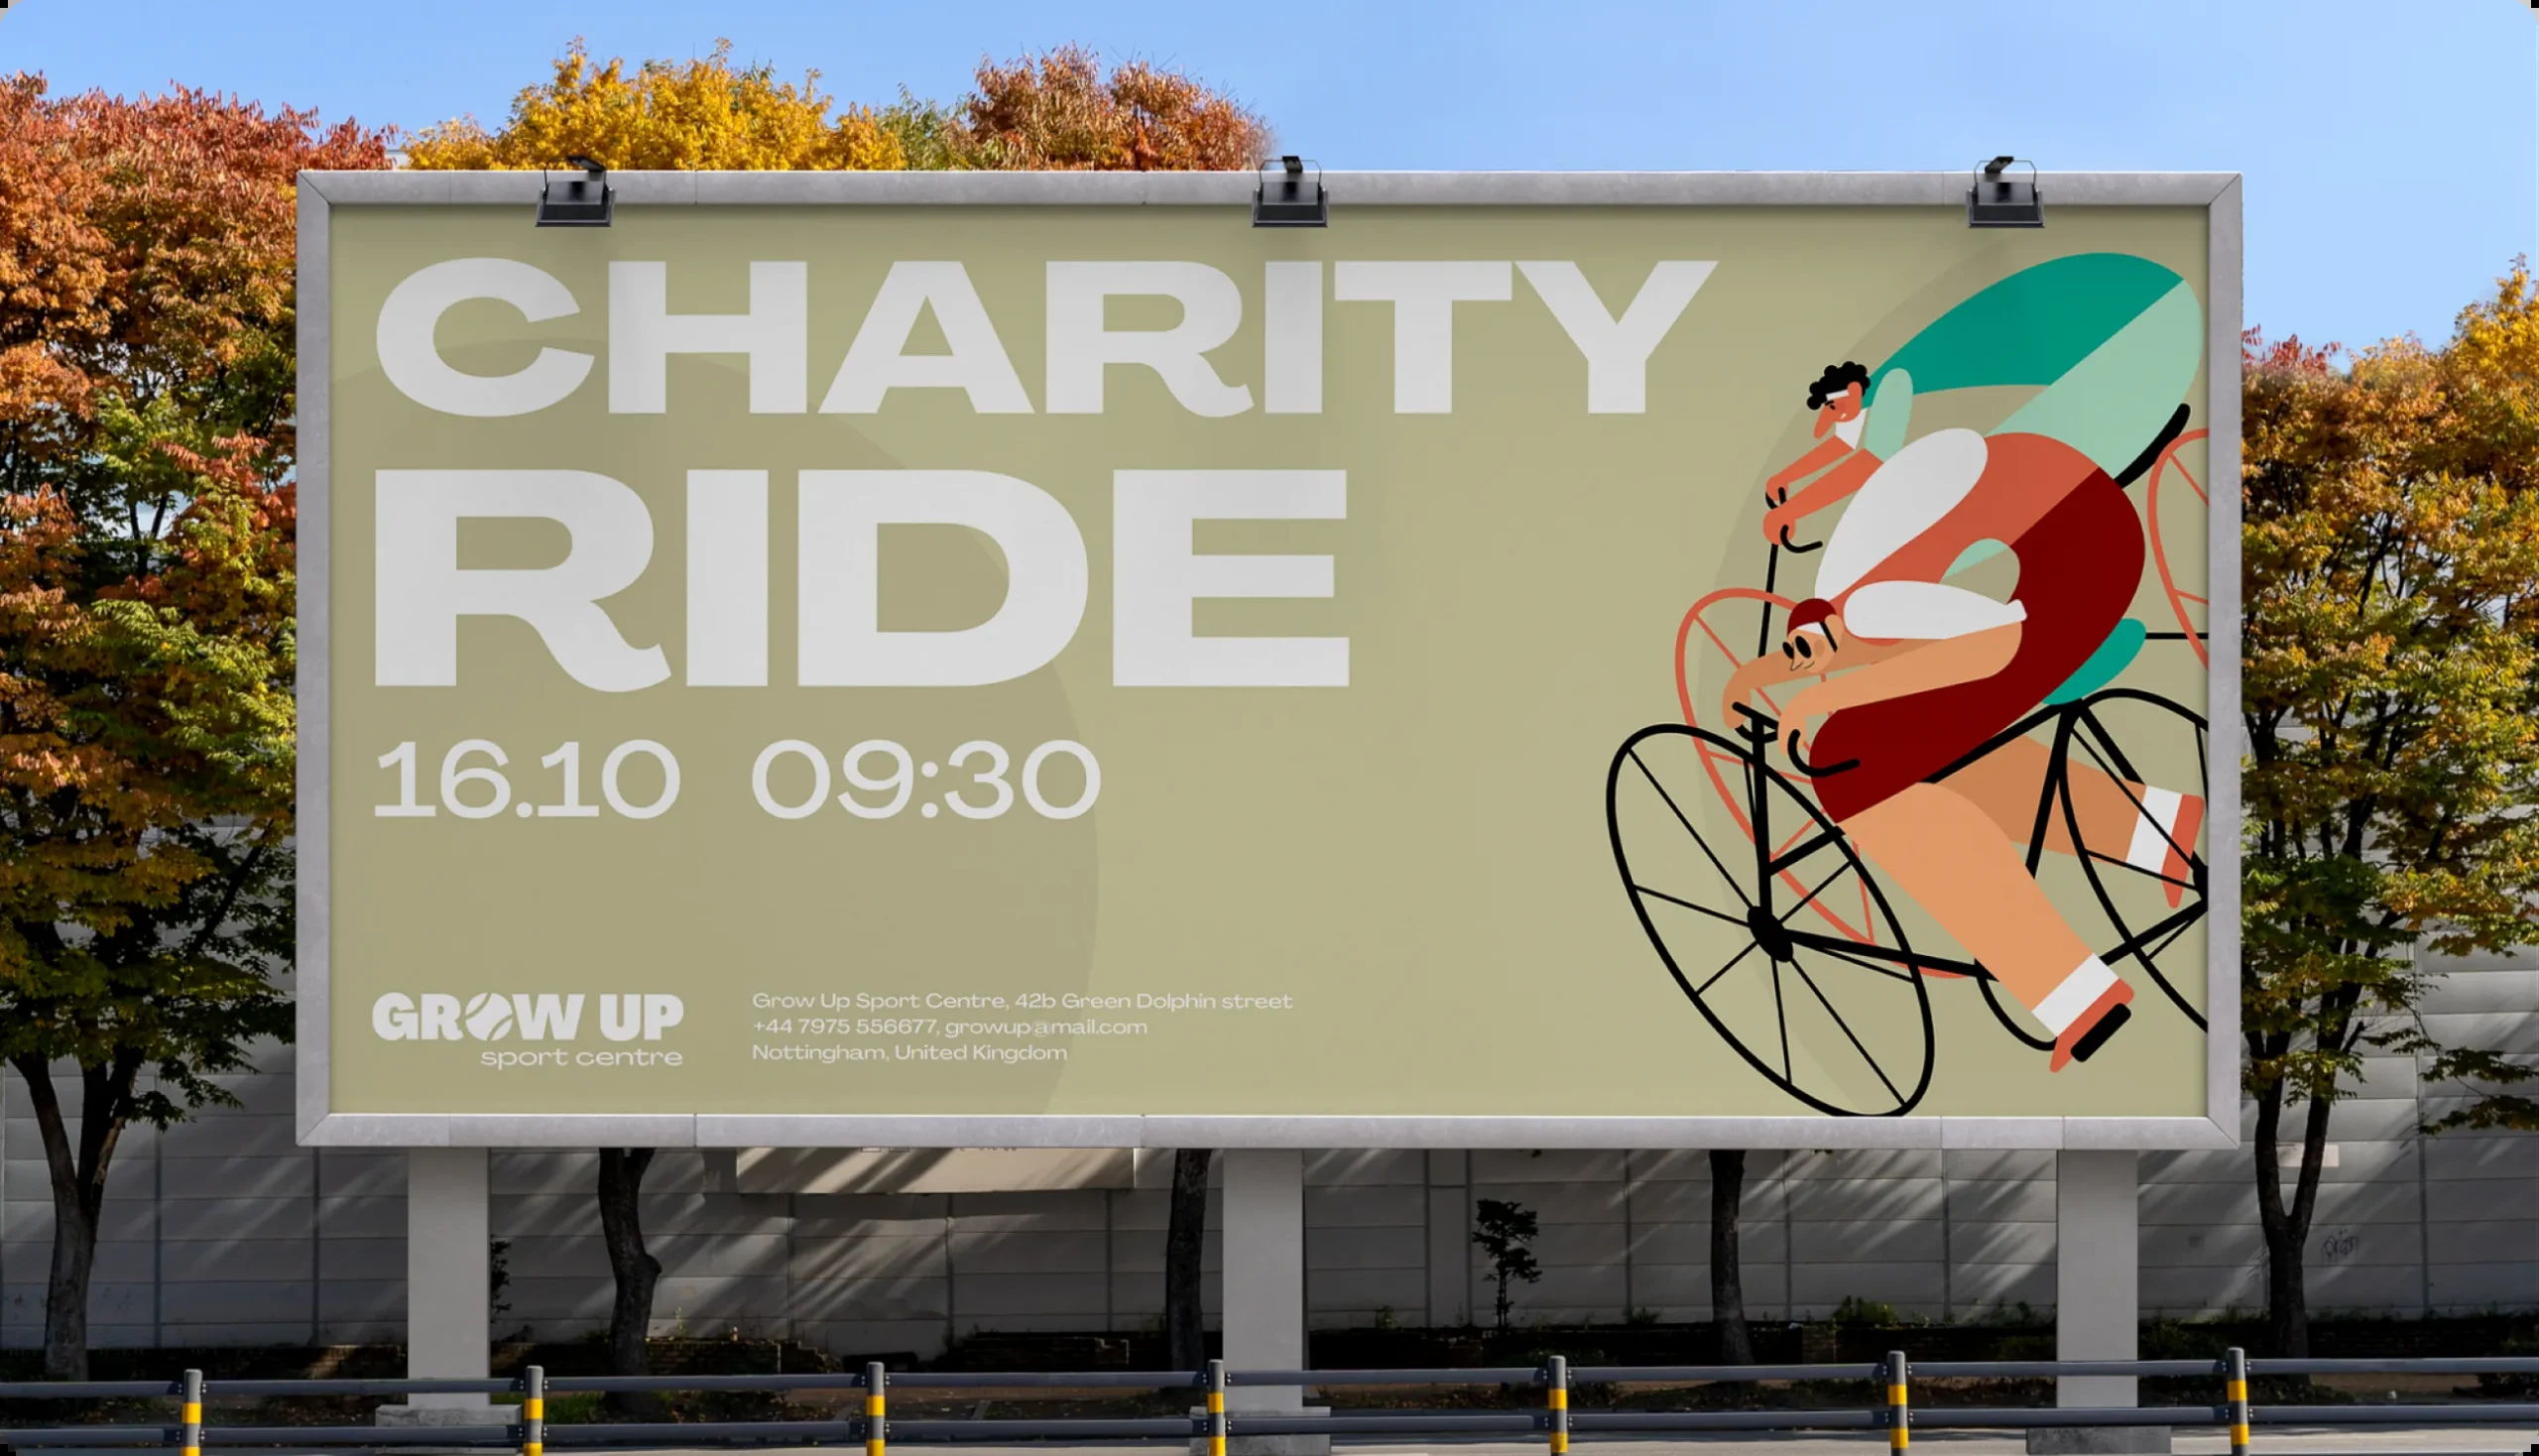 CHARITY
RIDE
16.10 09:30
GROW UP
sport centre
Grow Up Sport Centre, 42b Green Dolphin street
+44 7975 556677, growup@mail.com
Nottingham, United Kingdom